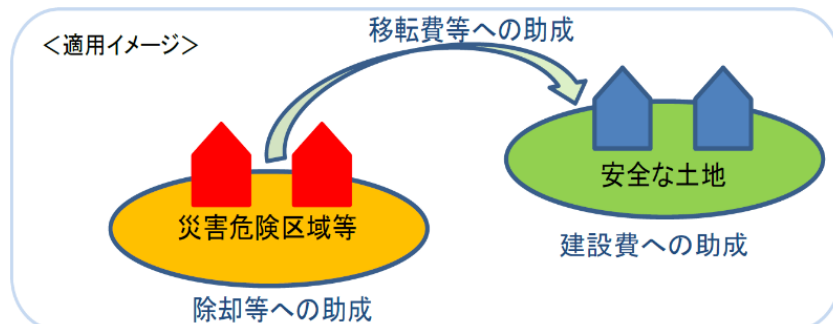 <適用イメージ>
移転費等への助成
災害危険区域等
除却等への助成
安全な土地
建設費への助成